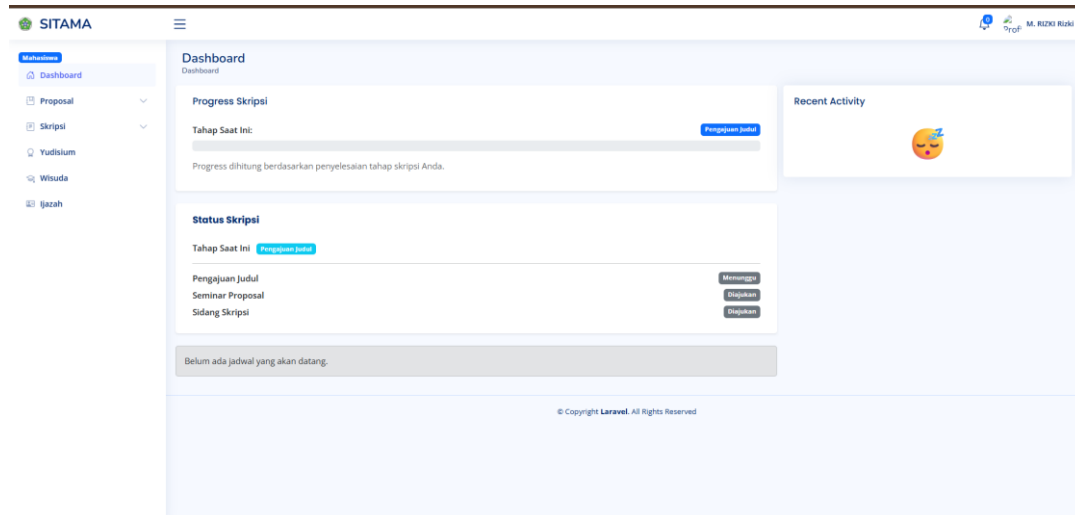 SITAMA
0
Prof
M. RIZKI Rizki
Mahasiswa
Dashboard
Proposal
Skripsi
Yudisium
Wisuda
Ijazah
Dashboard
Dashboard
Progress Skripsi
Tahap Saat Ini: Pengajuan Judul
Progress dihitung berdasarkan penyelesaian tahap skripsi Anda.
Status Skripsi
Tahap Saat Ini Pengajuan Judul
Pengajuan Judul Menunggu
Seminar Proposal Diajukan
Sidang Skripsi Diajukan
Belum ada jadwal yang akan datang.
Recent Activity
© Copyright Laravel. All Rights Reserved